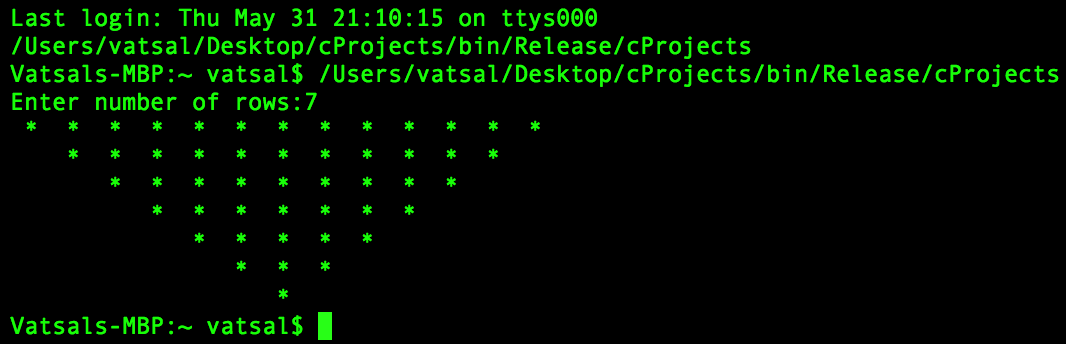 Last login: Thu May 31 21:10:15 on ttys000
/Users/vatsal/Desktop/cProjects/bin/Release/cProjects
Vatsals-MBP:~ vatsal$ /Users/vatsal/Desktop/cProjects/bin/Release/cProjects
Enter number of rows:7
 *  *  *  *  *  *  *  *  *  *  *  *  *
    *  *  *  *  *  *  *  *  *  *  *
       *  *  *  *  *  *  *  *  *
          *  *  *  *  *  *  *
             *  *  *  *  *
                *  *  *
                   *
Vatsals-MBP:~ vatsal$